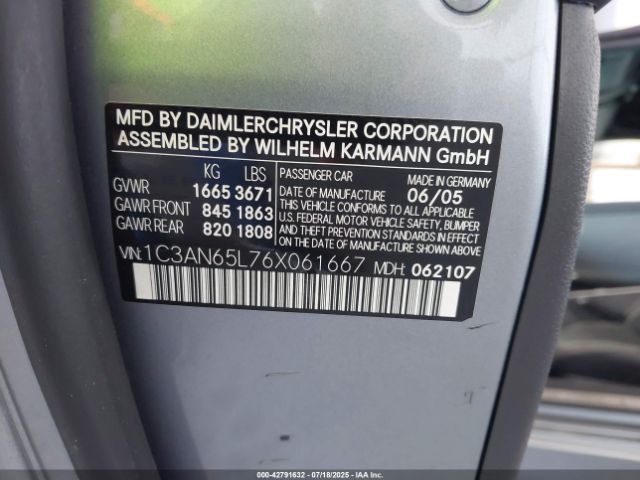 MFD BY DAIMLERCHRYSLER CORPORATION
ASSEMBLED BY WILHELM KARMANN GmbH
KG LBS
GVWR 1665 3671
GAWR FRONT 845 1863
GAWR REAR 820 1808
PASSENGER CAR MADE IN GERMANY
DATE OF MANUFACTURE 06/05
THIS VEHICLE CONFORMS TO ALL APPLICABLE
U.S. FEDERAL MOTOR VEHICLE SAFETY, BUMPER
AND THEFT PREVENTION STANDARDS IN EFFECT
ON THE DATE OF MANUFACTURE SHOWN ABOVE
VIN: 1C3AN65L76X061667 MDH: 062107
000-42791632 - 07/18/2025 - IAAI, Inc.